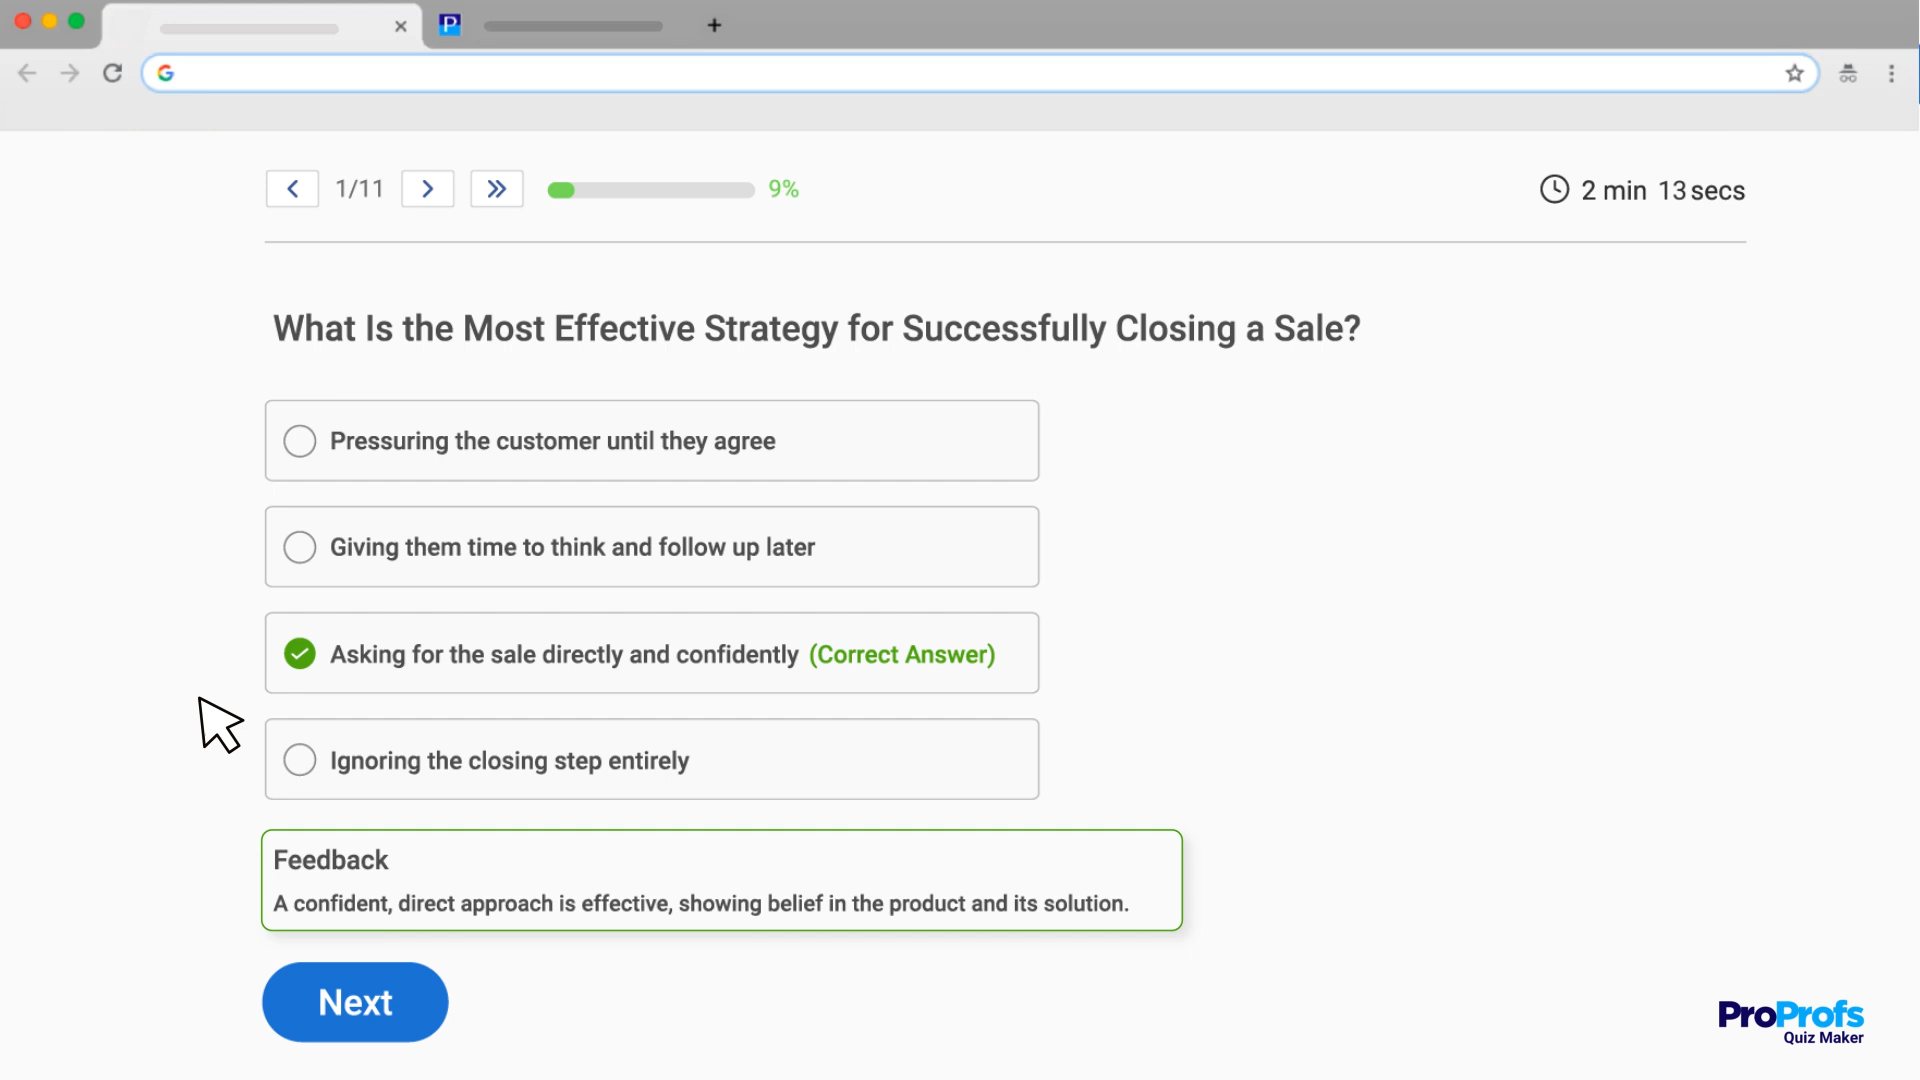 P
1/11
9%
2 min 13 secs
What Is the Most Effective Strategy for Successfully Closing a Sale?
Pressuring the customer until they agree
Giving them time to think and follow up later
Asking for the sale directly and confidently (Correct Answer)
Ignoring the closing step entirely
Feedback
A confident, direct approach is effective, showing belief in the product and its solution.
Next
ProProfs
Quiz Maker